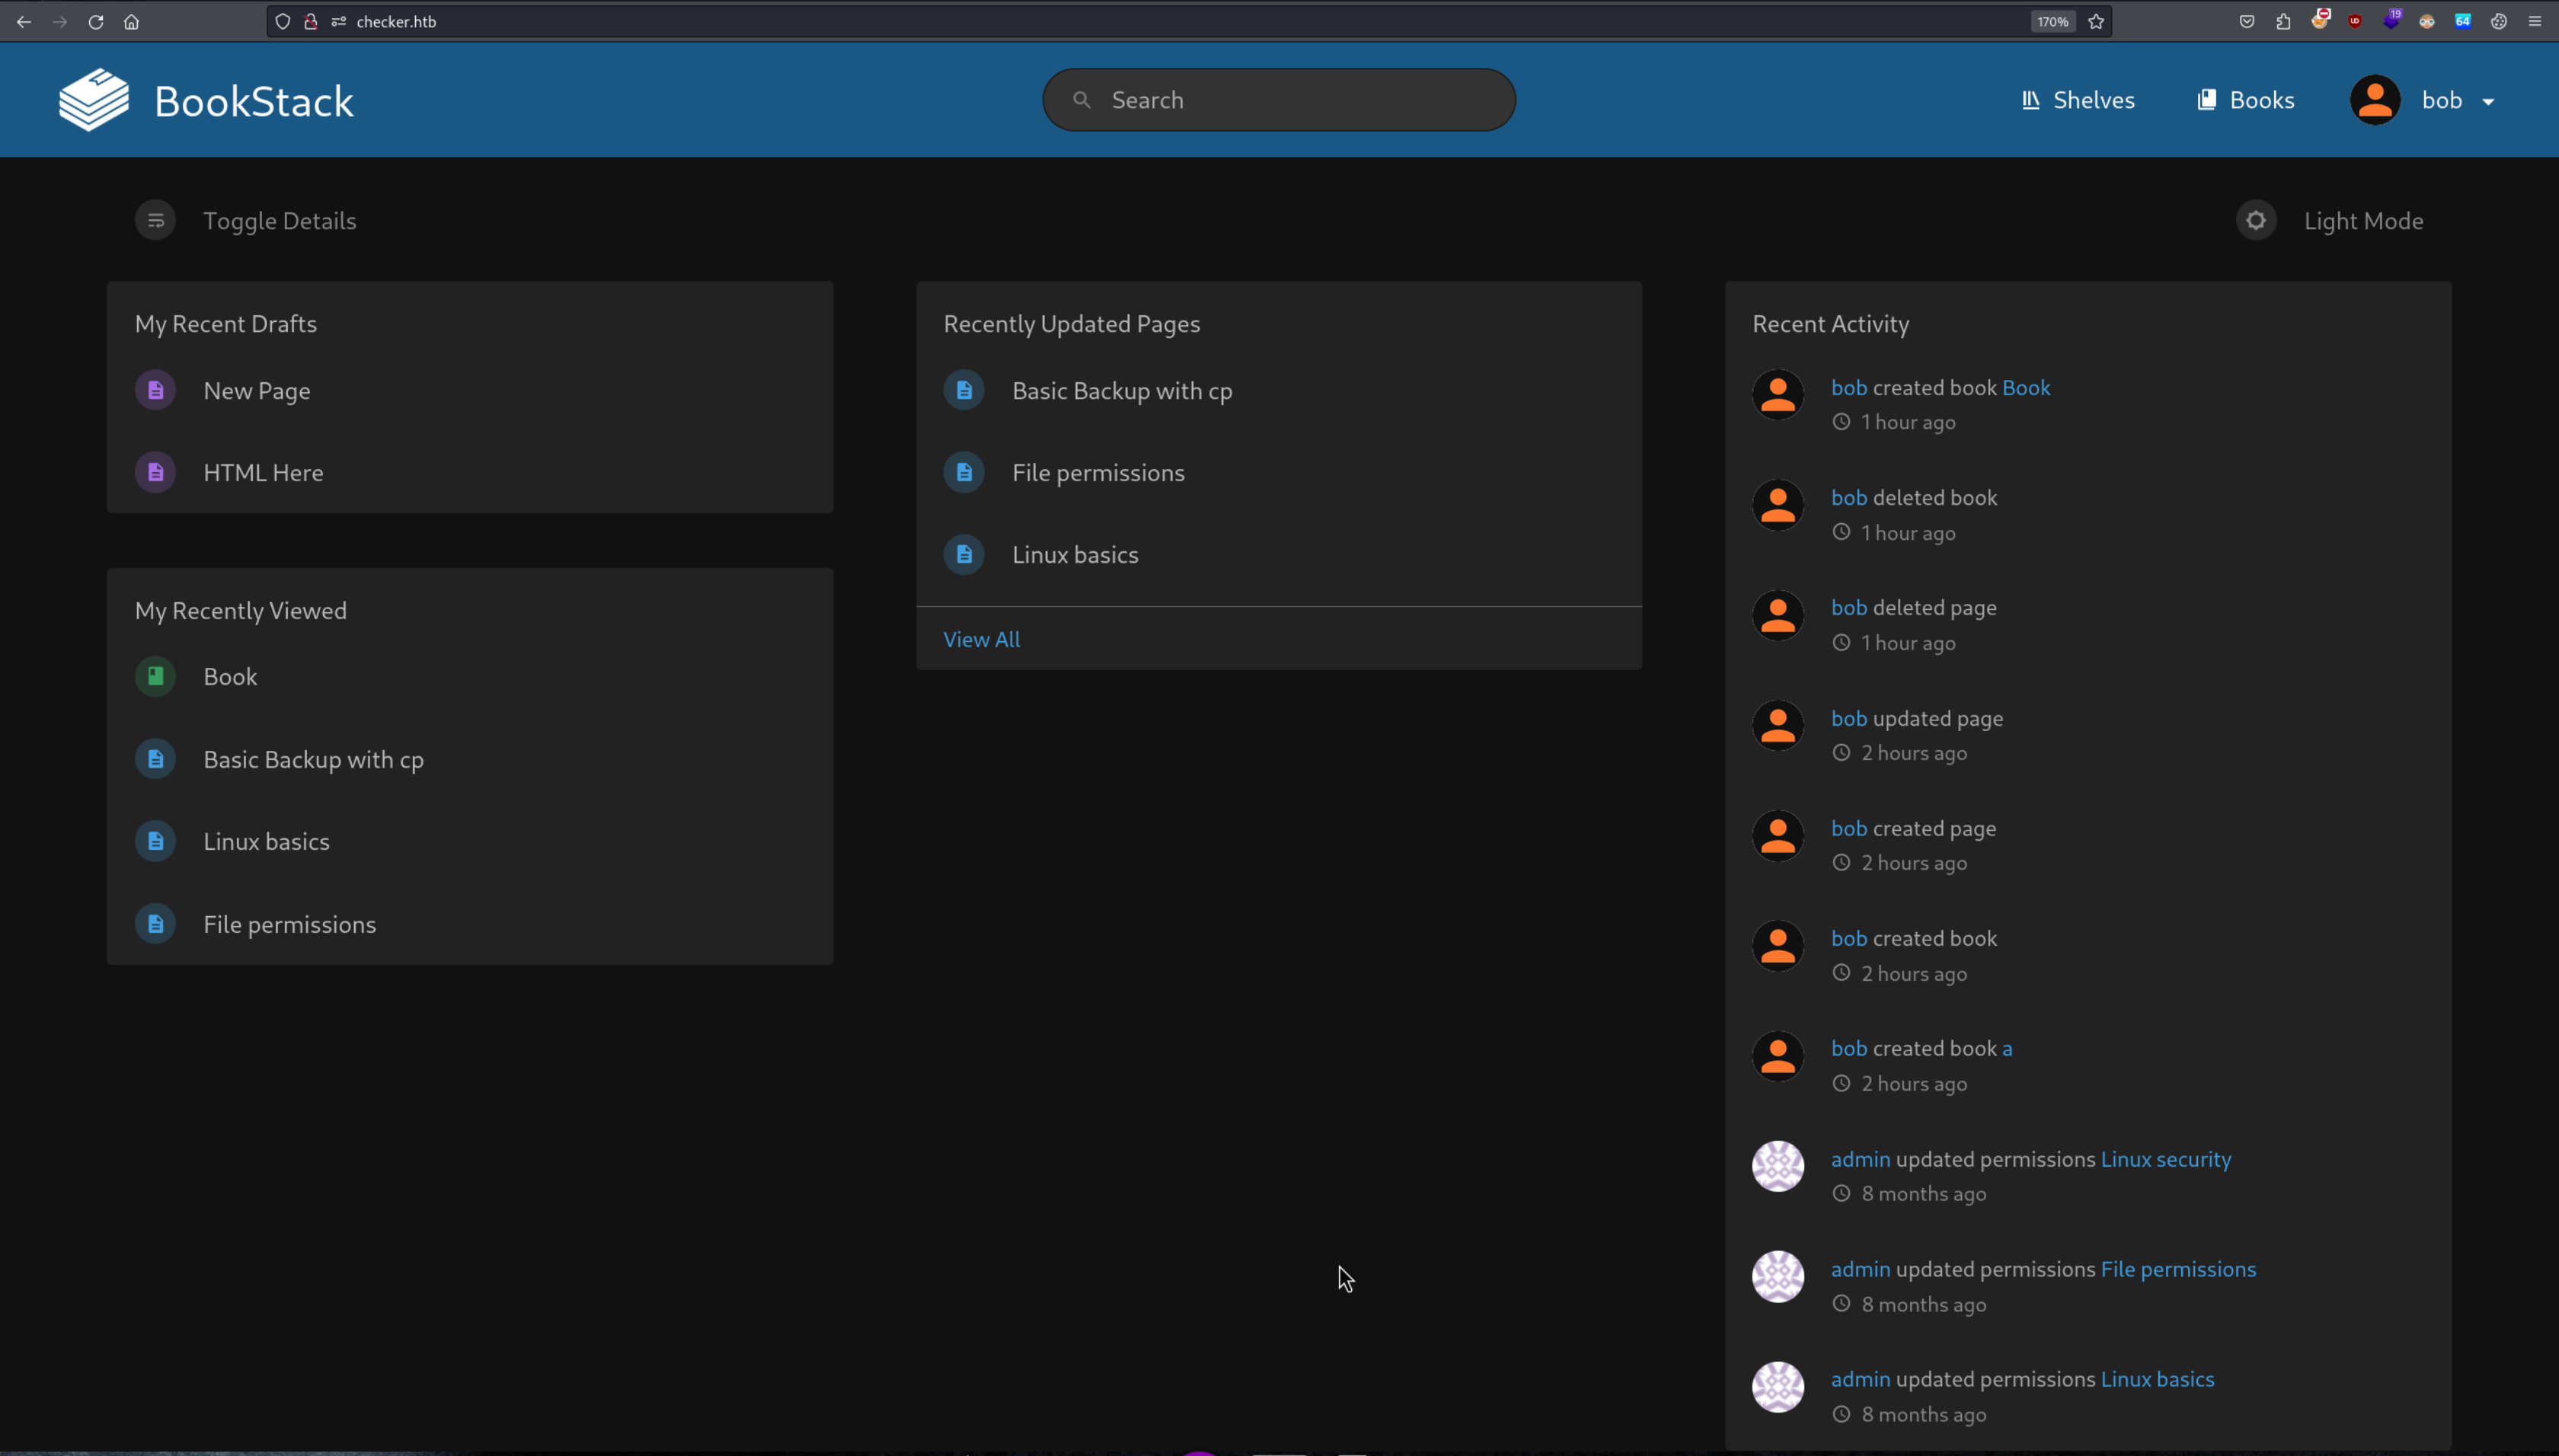 checker.htb
170%
19
64
BookStack
Search
Shelves
Books
bob
Toggle Details
Light Mode
My Recent Drafts
New Page
HTML Here
My Recently Viewed
Book
Basic Backup with cp
Linux basics
File permissions
Recently Updated Pages
Basic Backup with cp
File permissions
Linux basics
View All
Recent Activity
bob created book Book
1 hour ago
bob deleted book
1 hour ago
bob deleted page
1 hour ago
bob updated page
2 hours ago
bob created page
2 hours ago
bob created book
2 hours ago
bob created book a
2 hours ago
admin updated permissions Linux security
8 months ago
admin updated permissions File permissions
8 months ago
admin updated permissions Linux basics
8 months ago